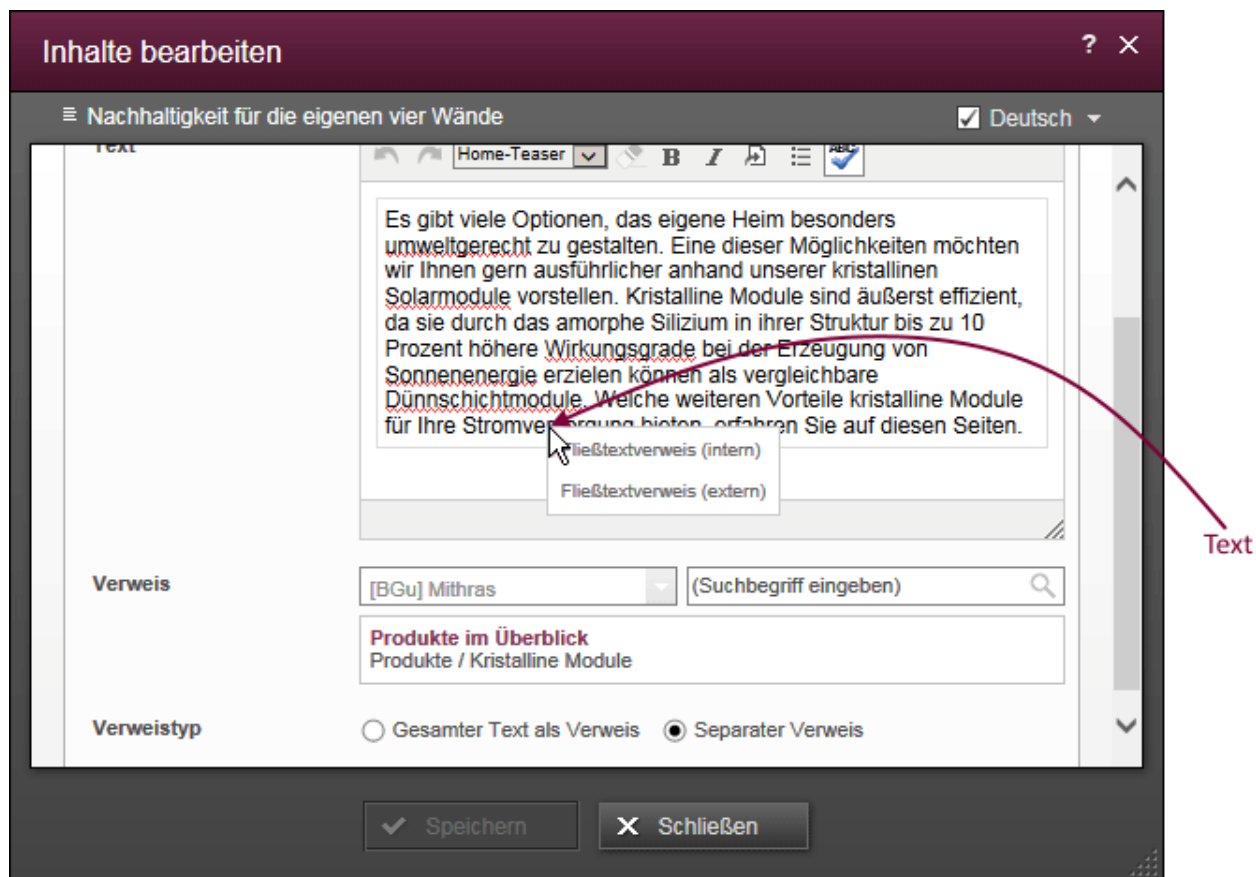 Inhalte bearbeiten ? ×
Nachhaltigkeit für die eigenen vier Wände Deutsch
Text Home-Teaser B I ABC
Es gibt viele Optionen, das eigene Heim besonders
umweltgerecht zu gestalten. Eine dieser Möglichkeiten möchten
wir Ihnen gern ausführlicher anhand unserer kristallinen
Solarmodule vorstellen. Kristalline Module sind äußerst effizient,
da sie durch das amorphe Silizium in ihrer Struktur bis zu 10
Prozent höhere Wirkungsgrade bei der Erzeugung von
Sonnenenergie erzielen können als vergleichbare
Dünnschichtmodule. Welche weiteren Vorteile kristalline Module
für Ihre Stromversorgung bieten, erfahren Sie auf diesen Seiten.
Fließtextverweis (intern)
Fließtextverweis (extern)
Text
Verweis [BGu] Mithras (Suchbegriff eingeben)
Produkte im Überblick
Produkte / Kristalline Module
Verweistyp Gesamter Text als Verweis Separater Verweis
Speichern X Schließen